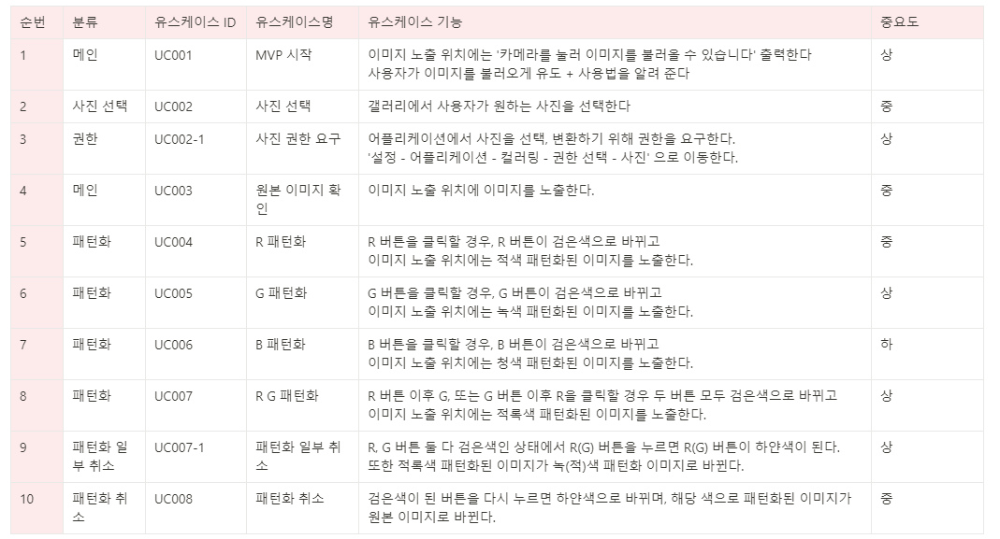 순번 분류 유스케이스 ID 유스케이스명 유스케이스 기능 중요도
1 메인 UC001 MVP 시작 이미지 노출 위치에는 '카메라를 눌러 이미지를 불러올 수 있습니다' 출력한다
사용자가 이미지를 불러오게 유도 + 사용법을 알려 준다
상
2 사진 선택 UC002 사진 선택 갤러리에서 사용자가 원하는 사진을 선택한다 중
3 권한 UC002-1 사진 권한 요구 어플리케이션에서 사진을 선택, 변환하기 위해 권한을 요구한다.
'설정 - 어플리케이션 - 컬러링 - 권한 선택 - 사진' 으로 이동한다.
상
4 메인 UC003 원본 이미지 확
인
이미지 노출 위치에 이미지를 노출한다. 중
5 패턴화 UC004 R 패턴화 R 버튼을 클릭할 경우, R 버튼이 검은색으로 바뀌고
이미지 노출 위치에는 적색 패턴화된 이미지를 노출한다.
중
6 패턴화 UC005 G 패턴화 G 버튼을 클릭할 경우, G 버튼이 검은색으로 바뀌고
이미지 노출 위치에는 녹색 패턴화된 이미지를 노출한다.
상
7 패턴화 UC006 B 패턴화 B 버튼을 클릭할 경우, B 버튼이 검은색으로 바뀌고
이미지 노출 위치에는 청색 패턴화된 이미지를 노출한다.
하
8 패턴화 UC007 R G 패턴화 R 버튼 이후 G, 또는 G 버튼 이후 R을 클릭할 경우 두 버튼 모두 검은색으로 바뀌고
이미지 노출 위치에는 적록색 패턴화된 이미지를 노출한다.
상
9 패턴화 일
부 취소
UC007-1 패턴화 일부 취
소
R, G 버튼 둘 다 검은색인 상태에서 R(G) 버튼을 누르면 R(G) 버튼이 하얀색이 된다.
또한 적록색 패턴화된 이미지가 녹(적)색 패턴화 이미지로 바뀐다.
상
10 패턴화 취
소
UC008 패턴화 취소 검은색이 된 버튼을 다시 누르면 하얀색으로 바뀌며, 해당 색으로 패턴화된 이미지가
원본 이미지로 바뀐다.
중